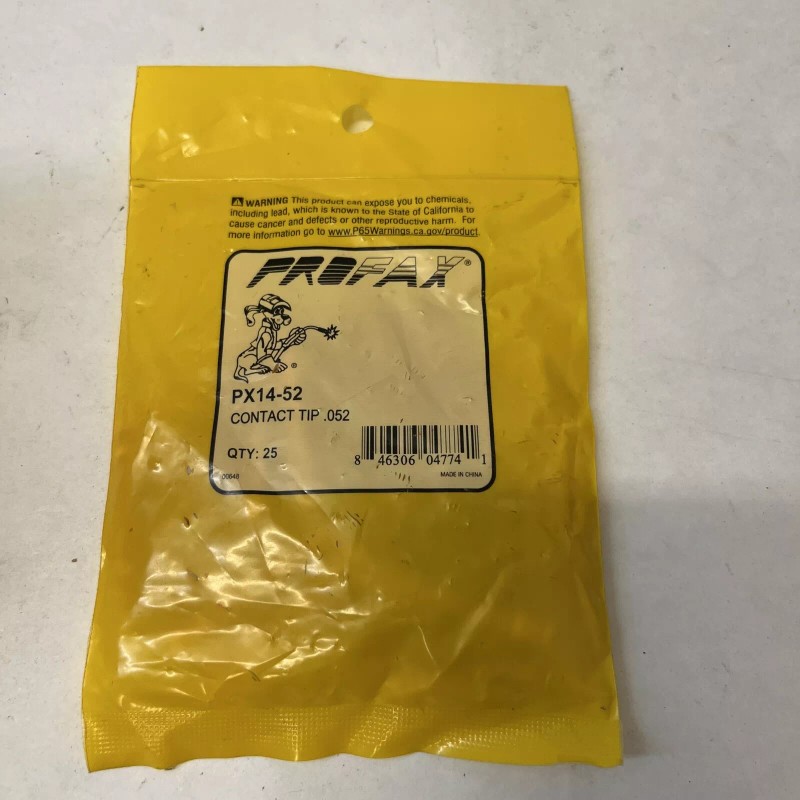 ⚠ WARNING This product can expose you to chemicals,
including lead, which is known to the State of California to
cause cancer and defects or other reproductive harm. For
more information go to www.P65Warnings.ca.gov/product.
PROFAX®
®
PX14-52
CONTACT TIP .052
QTY: 25
8 46306 04774 1
00648
MADE IN CHINA